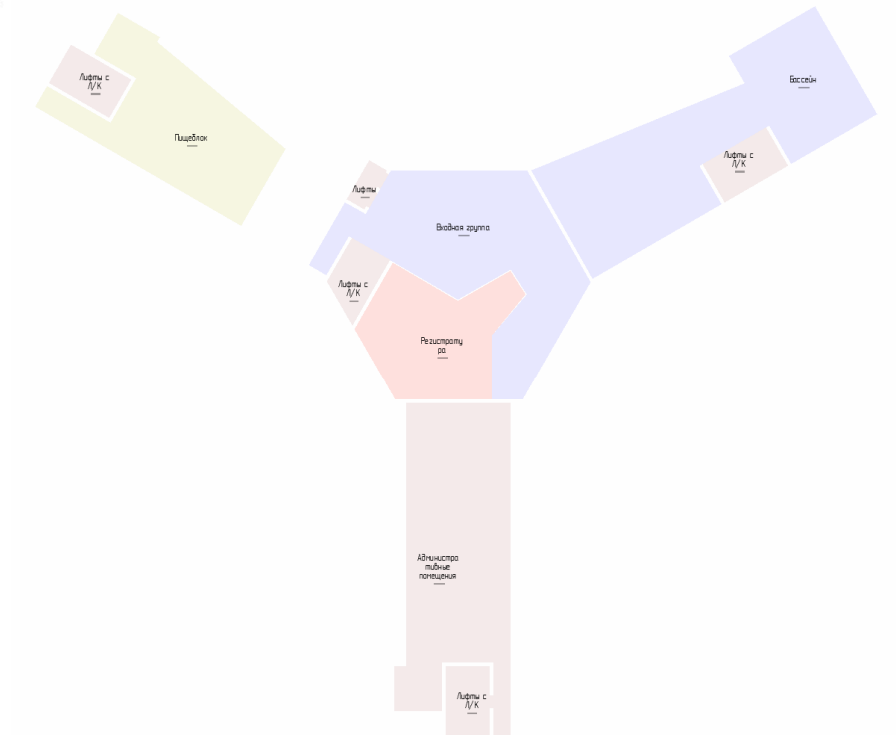 Лифты с
Л/К
Пищеблок
Бассейн
Лифты с
Л/К
Лифты
Входная группа
Лифты с
Л/К
Регистрату
ра
Администра
тивные
помещения
Лифты с
Л/К